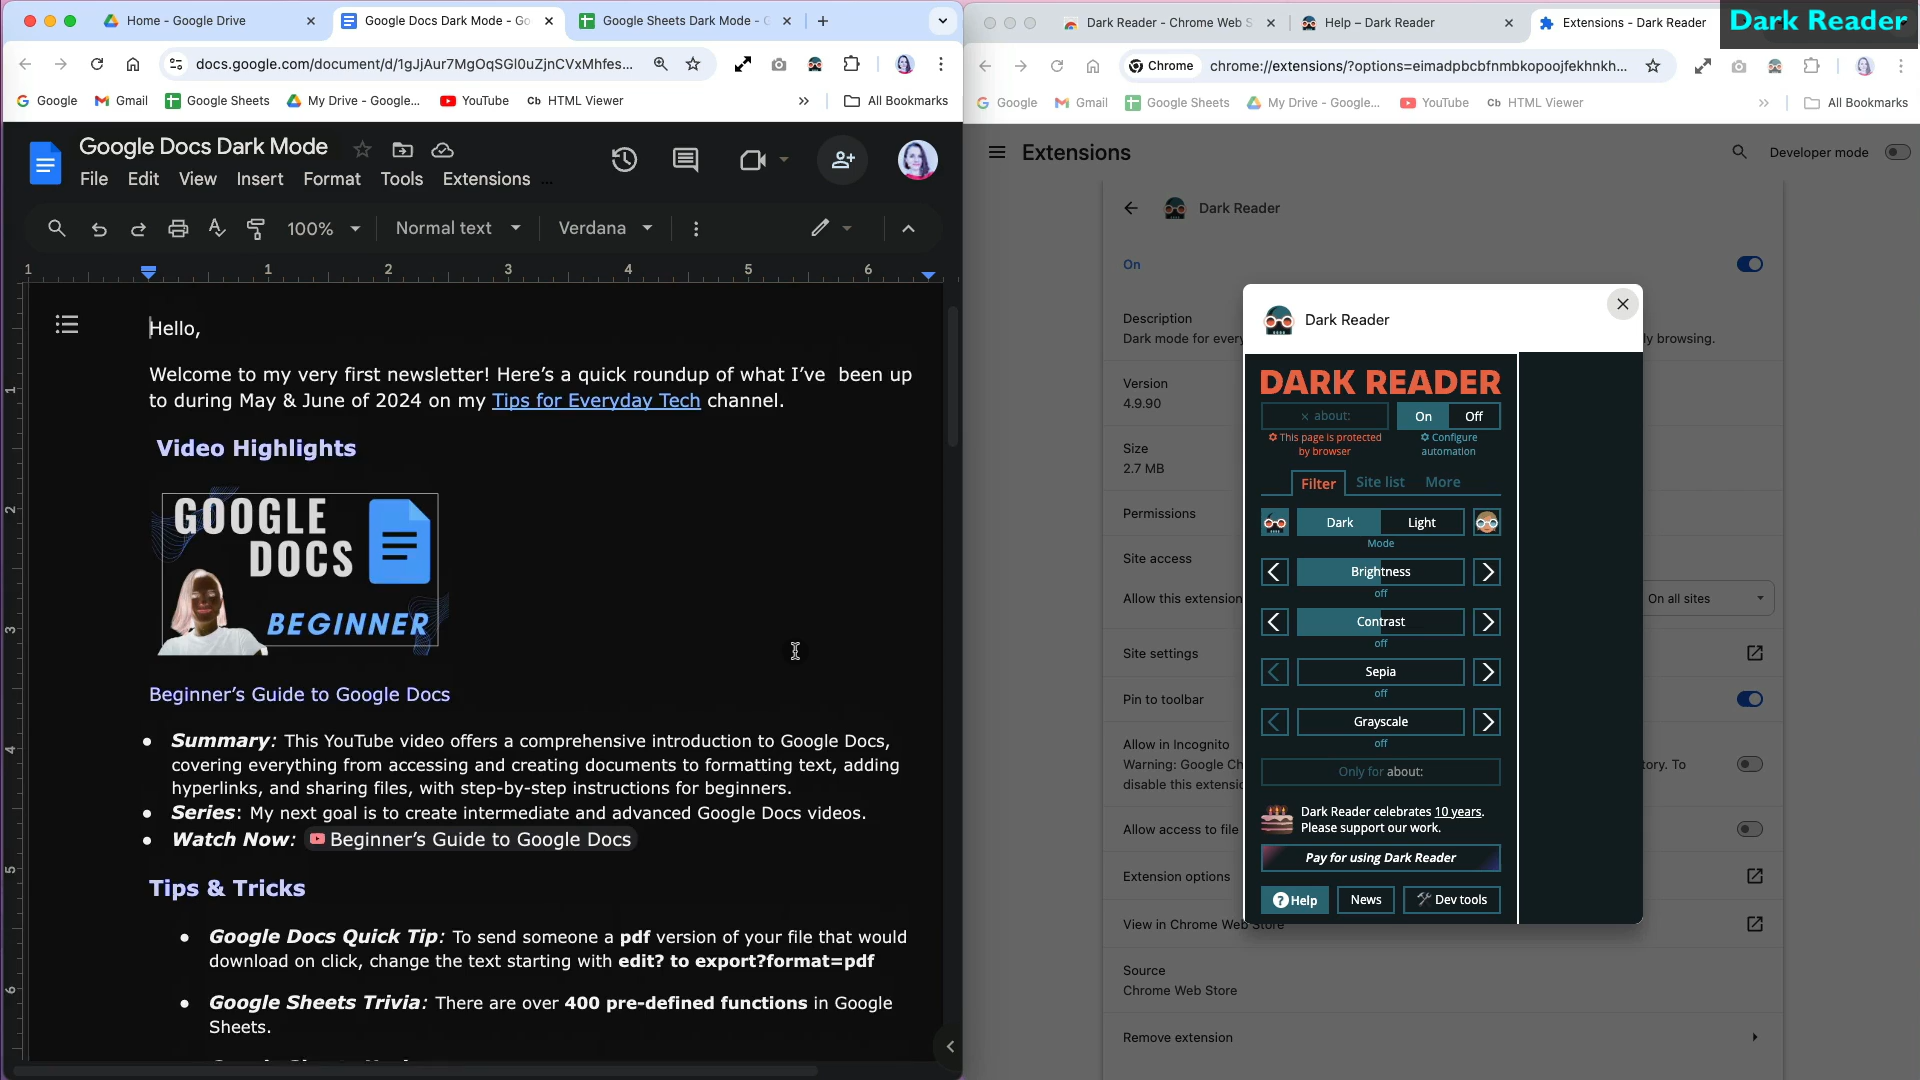 Home - Google Drive
Google Docs Dark Mode - Go
Google Sheets Dark Mode - G
docs.google.com/document/d/1gJjAur7MgOqSGl0uZjnCVxMhfes...
Google
Gmail
Google Sheets
My Drive - Google...
YouTube
Cb HTML Viewer
»
All Bookmarks
Google Docs Dark Mode
File Edit View Insert Format Tools Extensions ...
100%
Normal text
Verdana
1 1 2 3 4 5 6
Hello,
Welcome to my very first newsletter! Here’s a quick roundup of what I’ve been up
to during May & June of 2024 on my Tips for Everyday Tech channel.
Video Highlights
GOOGLE
DOCS
BEGINNER
Beginner’s Guide to Google Docs
● Summary: This YouTube video offers a comprehensive introduction to Google Docs,
covering everything from accessing and creating documents to formatting text, adding
hyperlinks, and sharing files, with step-by-step instructions for beginners.
● Series: My next goal is to create intermediate and advanced Google Docs videos.
● Watch Now: Beginner’s Guide to Google Docs
Tips & Tricks
● Google Docs Quick Tip: To send someone a pdf version of your file that would
download on click, change the text starting with edit? to export?format=pdf
● Google Sheets Trivia: There are over 400 pre-defined functions in Google
Sheets.
1
2
3
4
5
6
Dark Reader - Chrome Web S
Help – Dark Reader
Extensions - Dark Reader
Dark Reader
Chrome
chrome://extensions/?options=eimadpbcbfnmbkopoojfekhnkh...
Google
Gmail
Google Sheets
My Drive - Google...
YouTube
Cb HTML Viewer
»
All Bookmarks
Extensions
Developer mode
Dark Reader
On
Description
Dark mode for every
ly browsing.
Version
4.9.90
Size
2.7 MB
Permissions
Site access
Allow this extension
On all sites
Site settings
Pin to toolbar
Allow in Incognito
Warning: Google Ch
tory. To
disable this extensio
Allow access to file
Extension options
View in Chrome Web Store
Source
Chrome Web Store
Remove extension
Dark Reader
DARK READER
× about:
On Off
This page is protected
by browser
Configure
automation
Filter Site list More
Dark Light
Mode
Brightness
off
Contrast
off
Sepia
off
Grayscale
off
Only for about:
Dark Reader celebrates 10 years.
Please support our work.
Pay for using Dark Reader
? Help
News
Dev tools